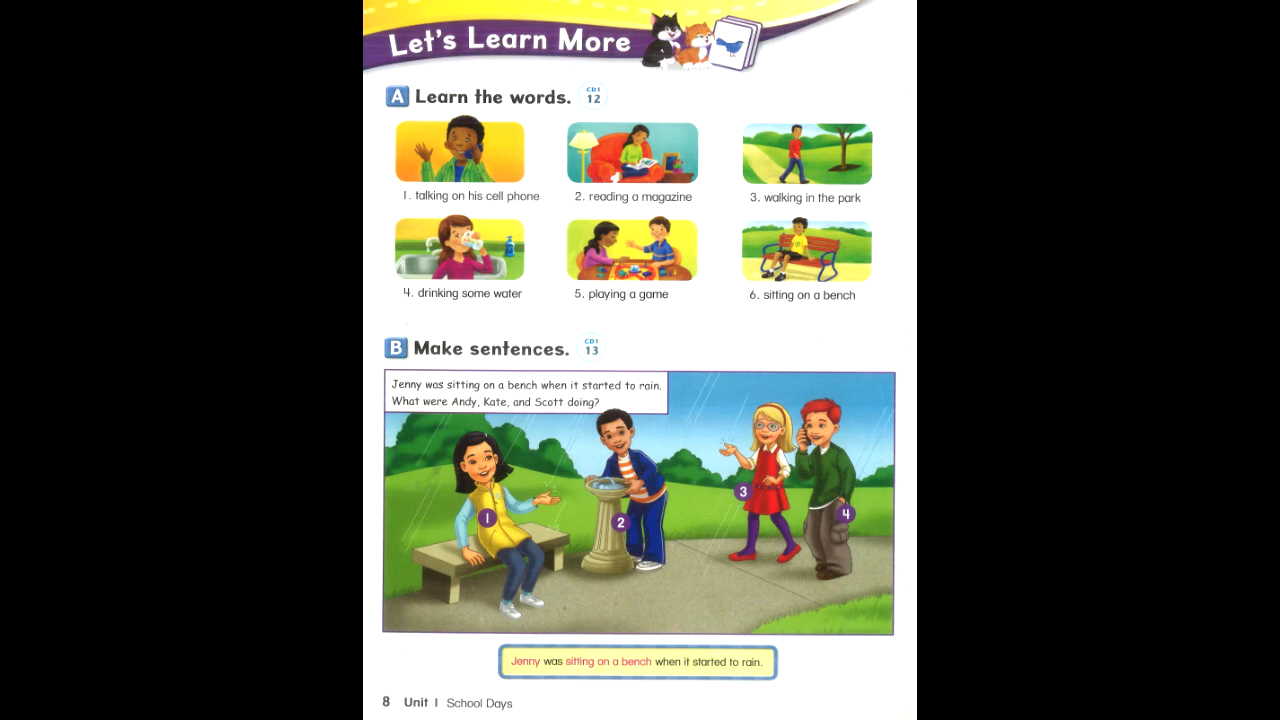 Let's Learn More
A Learn the words. CD1 12
1. talking on his cell phone
2. reading a magazine
3. walking in the park
4. drinking some water
5. playing a game
6. sitting on a bench
B Make sentences. CD1 13
Jenny was sitting on a bench when it started to rain.
What were Andy, Kate, and Scott doing?
1
2
3
4
Jenny was sitting on a bench when it started to rain.
8 Unit 1 School Days